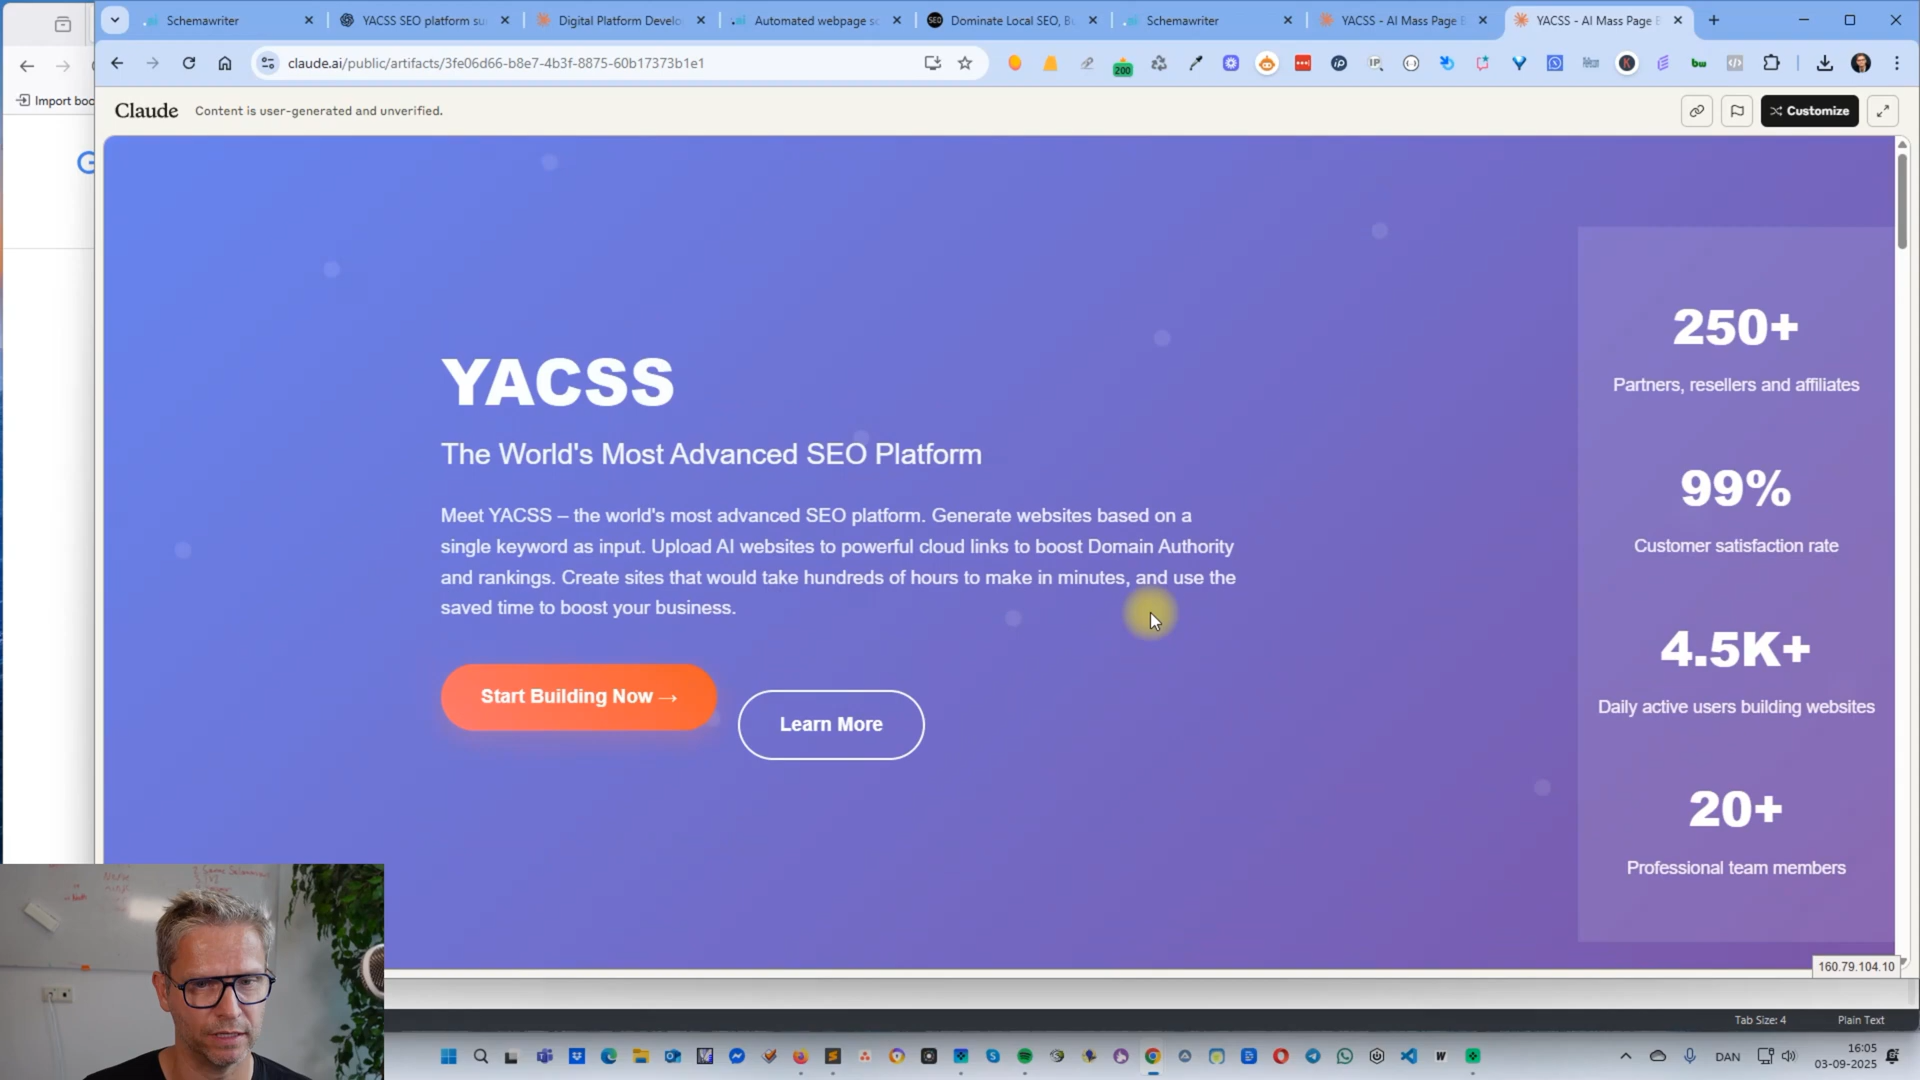 Schemawriter
YACSS SEO platform su
Digital Platform Develo
Automated webpage sc
Dominate Local SEO, B
Schemawriter
YACSS - AI Mass Page B
YACSS - AI Mass Page B
claude.ai/public/artifacts/3fe06d66-b8e7-4b3f-8875-60b17373b1e1
200
Import boo
Claude
Content is user-generated and unverified.
Customize
YACSS
The World's Most Advanced SEO Platform
Meet YACSS – the world's most advanced SEO platform. Generate websites based on a
single keyword as input. Upload AI websites to powerful cloud links to boost Domain Authority
and rankings. Create sites that would take hundreds of hours to make in minutes, and use the
saved time to boost your business.
Start Building Now →
Learn More
250+
Partners, resellers and affiliates
99%
Customer satisfaction rate
4.5K+
Daily active users building websites
20+
Professional team members
160.79.104.10
Tab Size: 4
Plain Text
DAN
16:05
03-09-2025